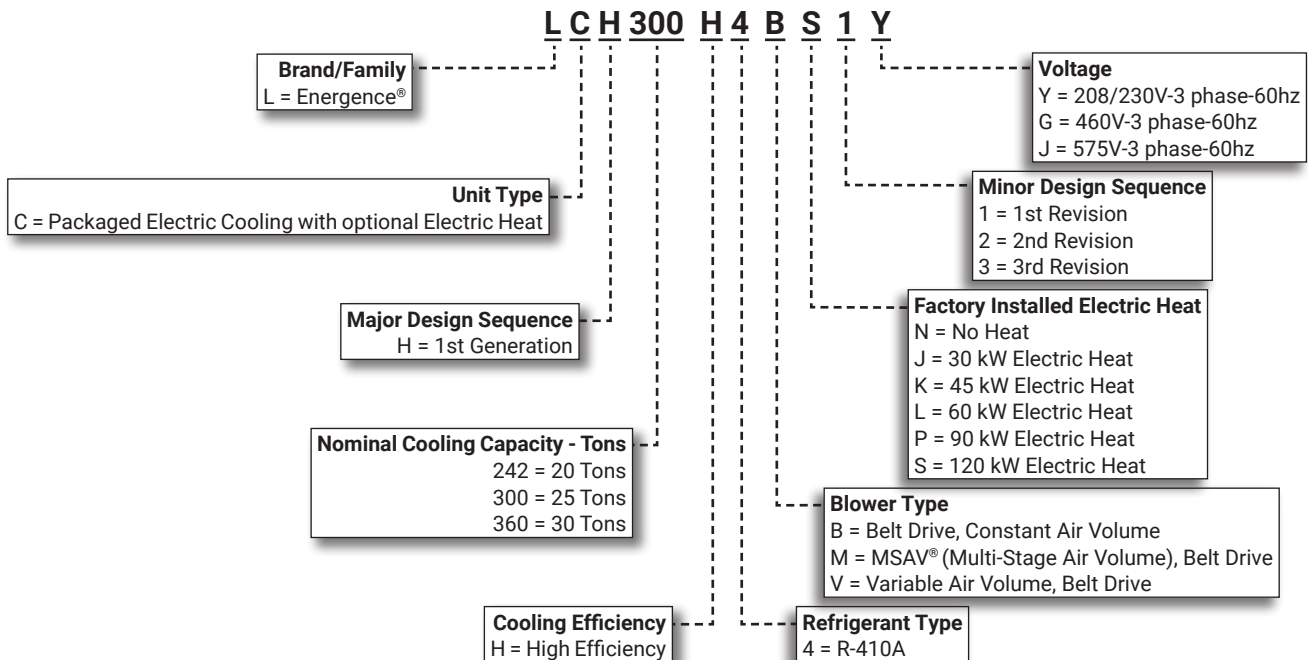 L C H 300 H 4 B S 1 Y
Brand/Family
L = Energence®
Unit Type
C = Packaged Electric Cooling with optional Electric Heat
Major Design Sequence
H = 1st Generation
Nominal Cooling Capacity - Tons
242 = 20 Tons
300 = 25 Tons
360 = 30 Tons
Cooling Efficiency
H = High Efficiency
Voltage
Y = 208/230V-3 phase-60hz
G = 460V-3 phase-60hz
J = 575V-3 phase-60hz
Minor Design Sequence
1 = 1st Revision
2 = 2nd Revision
3 = 3rd Revision
Factory Installed Electric Heat
N = No Heat
J = 30 kW Electric Heat
K = 45 kW Electric Heat
L = 60 kW Electric Heat
P = 90 kW Electric Heat
S = 120 kW Electric Heat
Blower Type
B = Belt Drive, Constant Air Volume
M = MSAV® (Multi-Stage Air Volume), Belt Drive
V = Variable Air Volume, Belt Drive
Refrigerant Type
4 = R-410A